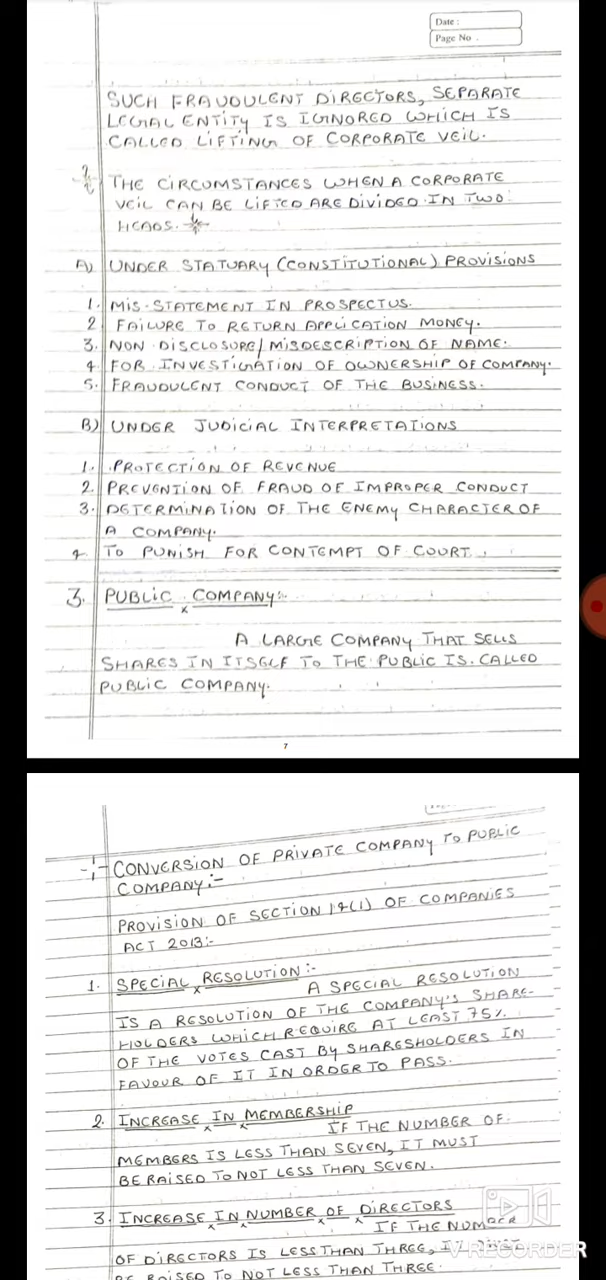 Date :
Page No .
SUCH FRAUDULENT DIRECTORS, SEPARATE
LEGAL ENTITY IS IGNORED WHICH IS
CALLED LIFTING OF CORPORATE VEIL.
THE CIRCUMSTANCES WHEN A CORPORATE
VEIL CAN BE LIFTED ARE DIVIDED IN TWO
HEADS.
A) UNDER STATUARY (CONSTITUTIONAL) PROVISIONS
1. MIS-STATEMENT IN PROSPECTUS.
2. FAILURE TO RETURN APPLICATION MONEY.
3. NON DISCLOSURE/MISDESCRIPTION OF NAME.
4. FOR INVESTIGATION OF OWNERSHIP OF COMPANY.
5. FRAUDULENT CONDUCT OF THE BUSINESS.
B) UNDER JUDICIAL INTERPRETATIONS
1. PROTECTION OF REVENUE
2. PREVENTION OF FRAUD OF IMPROPER CONDUCT
3. DETERMINATION OF THE ENEMY CHARACTER OF
A COMPANY.
4 TO PUNISH FOR CONTEMPT OF COURT.
3. PUBLIC COMPANY:-
A LARGE COMPANY THAT SELLS
SHARES IN ITSELF TO THE PUBLIC IS CALLED
PUBLIC COMPANY.
7
CONVERSION OF PRIVATE COMPANY TO PUBLIC
COMPANY:-
PROVISION OF SECTION 14(1) OF COMPANIES
ACT 2013:-
1. SPECIAL RESOLUTION:-
A SPECIAL RESOLUTION
IS A RESOLUTION OF THE COMPANY'S SHARE-
HOLDERS WHICH REQUIRE AT LEAST 75%
OF THE VOTES CAST BY SHARESHOLDERS IN
FAVOUR OF IT IN ORDER TO PASS.
2. INCREASE IN MEMBERSHIP
IF THE NUMBER OF
MEMBERS IS LESS THAN SEVEN, IT MUST
BE RAISED TO NOT LESS THAN SEVEN.
3. INCREASE IN NUMBER OF DIRECTORS
IF THE NUMBER
OF DIRECTORS IS LESS THAN THREE, IT MUST
BE RAISED TO NOT LESS THAN THREE.
V RECORDER